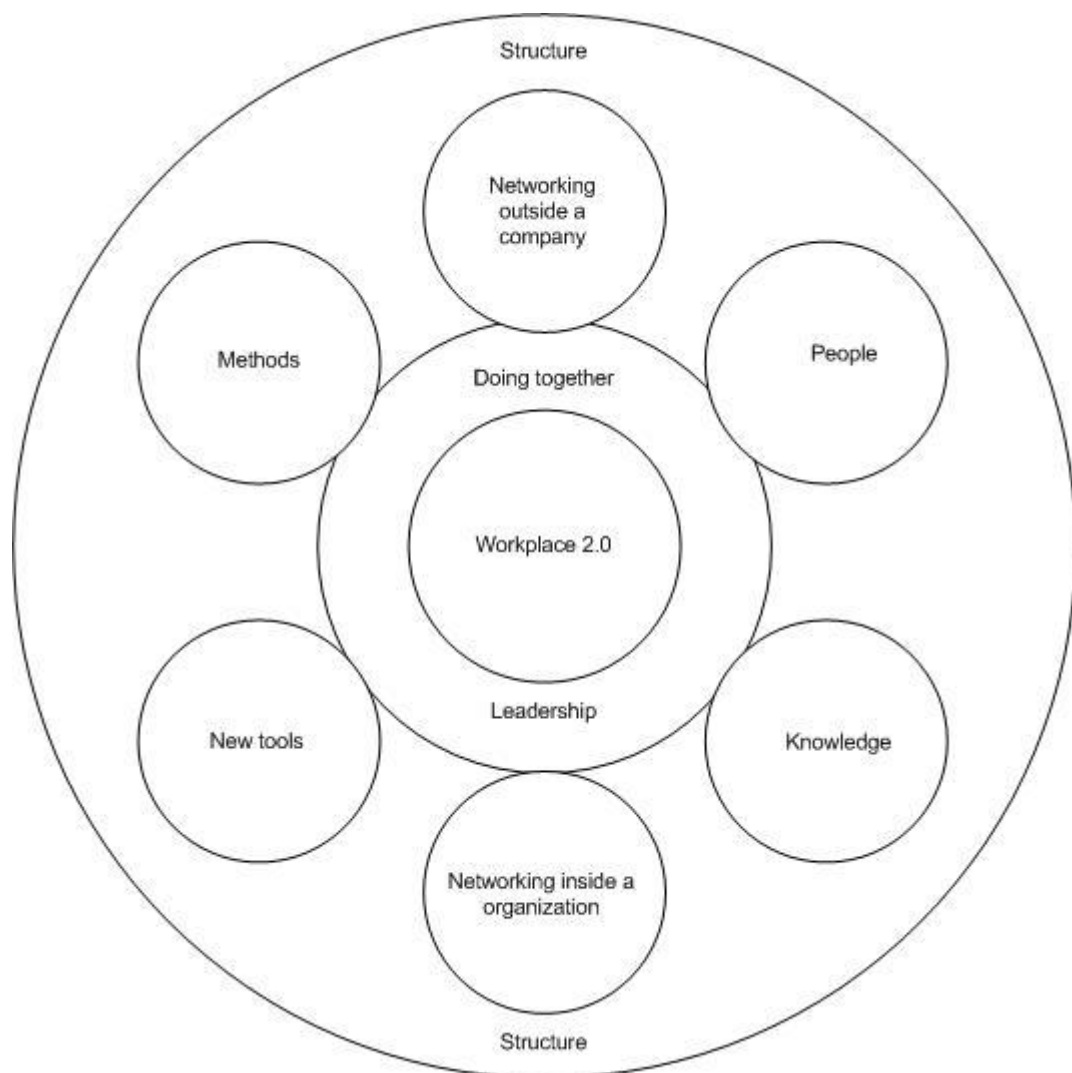 Structure
Networking
outside a
company
Methods
People
Doing together
Workplace 2.0
Leadership
New tools
Knowledge
Networking inside a
organization
Structure